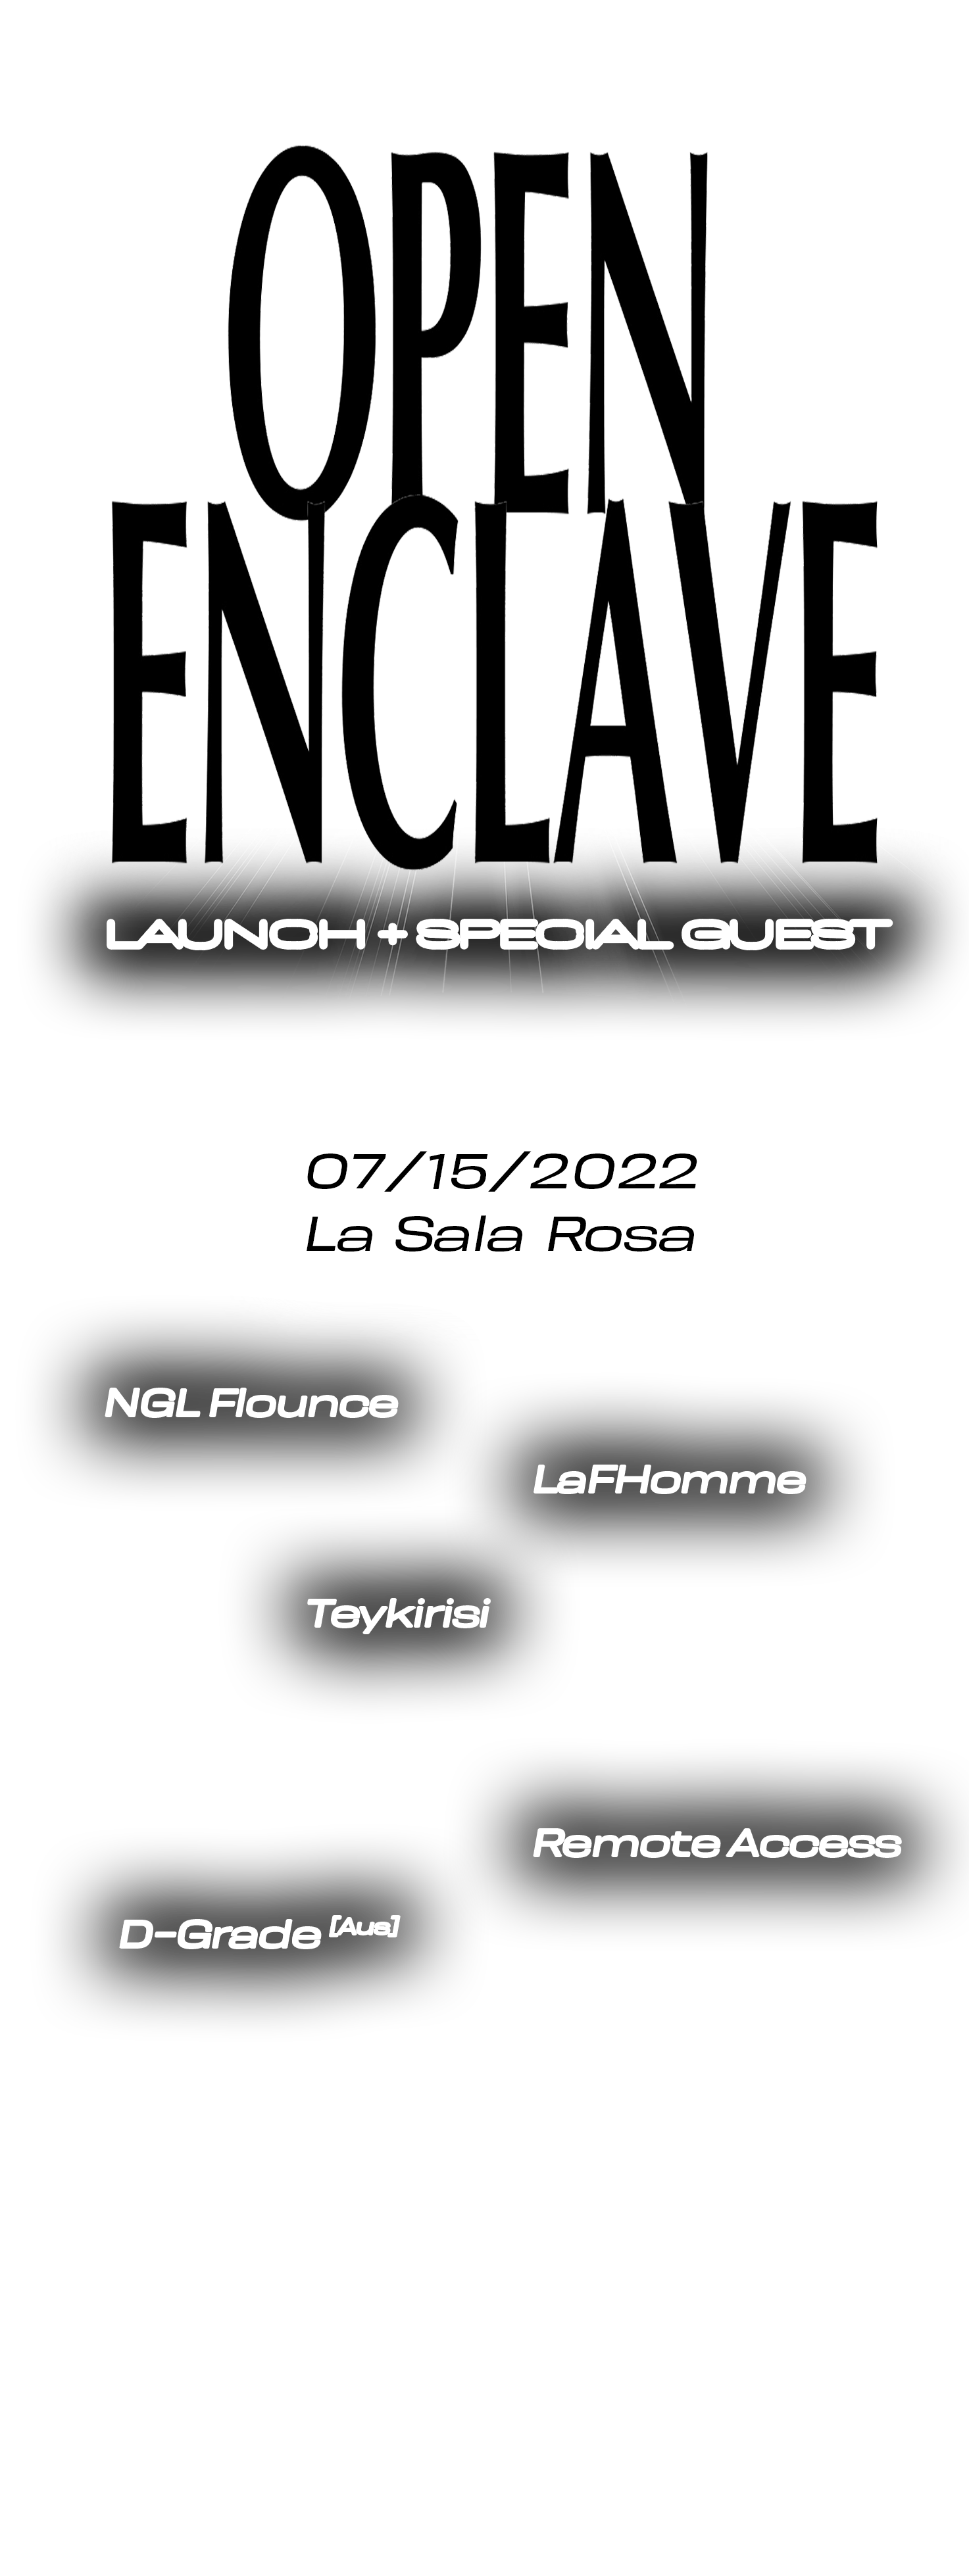 OPEN
ENCLAVE
LAUNCH + SPECIAL GUEST
07/15/2022
La Sala Rosa
NGL Flounce
LaFHomme
Teykirisi
Remote Access
D-Grade [Aus]